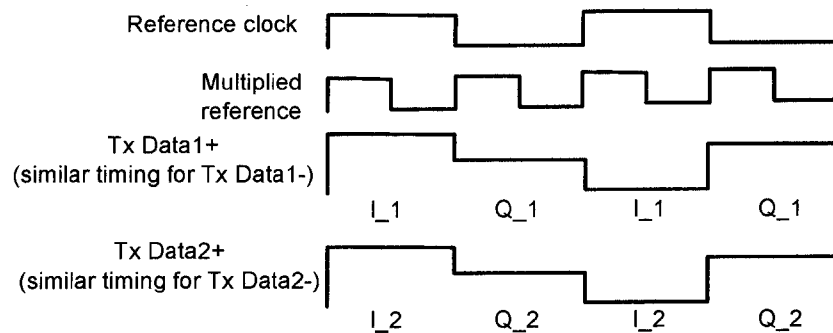 Reference clock
Multiplied
reference
Tx Data1+
(similar timing for Tx Data1-)
I_1 Q_1 I_1 Q_1
Tx Data2+
(similar timing for Tx Data2-)
I_2 Q_2 I_2 Q_2